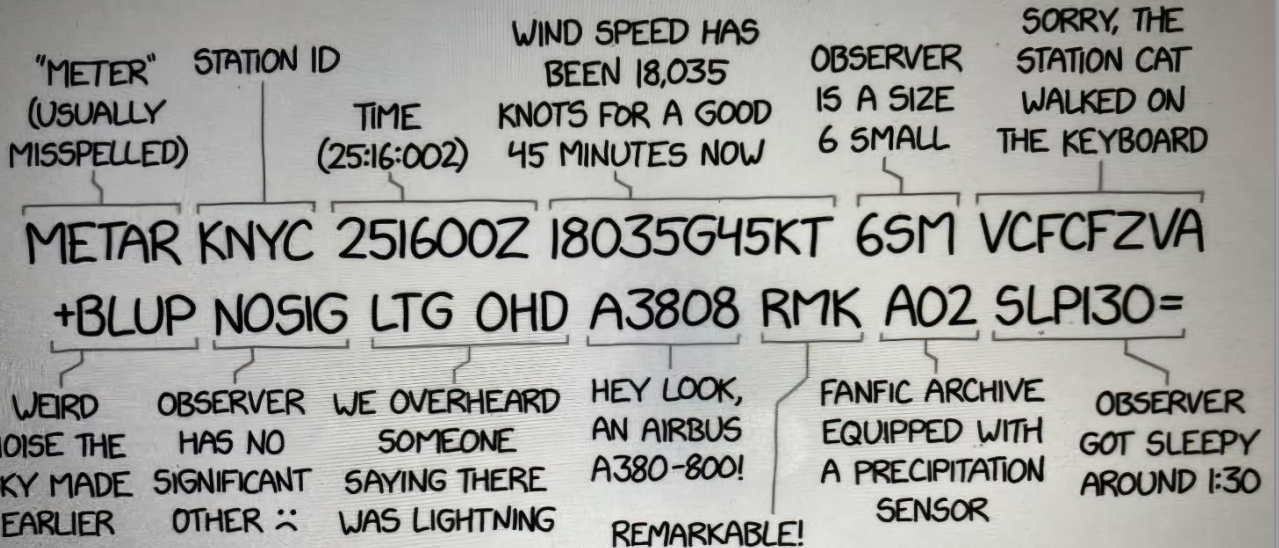 "METER"
(USUALLY
MISSPELLED)
STATION ID
TIME
(25:16:002)
WIND SPEED HAS
BEEN 18,035
KNOTS FOR A GOOD
45 MINUTES NOW
OBSERVER
IS A SIZE
6 SMALL
SORRY, THE
STATION CAT
WALKED ON
THE KEYBOARD
METAR KNYC 251600Z 18035G45KT 6SM VCFCFZVA
+BLUP NOSIG LTG OHD A3808 RMK AO2 SLP130=
WEIRD
OISE THE
KY MADE
EARLIER
OBSERVER
HAS NO
SIGNIFICANT
OTHER :(
WE OVERHEARD
SOMEONE
SAYING THERE
WAS LIGHTNING
HEY LOOK,
AN AIRBUS
A380-800!
REMARKABLE!
FANFIC ARCHIVE
EQUIPPED WITH
A PRECIPITATION
SENSOR
OBSERVER
GOT SLEEPY
AROUND 1:30